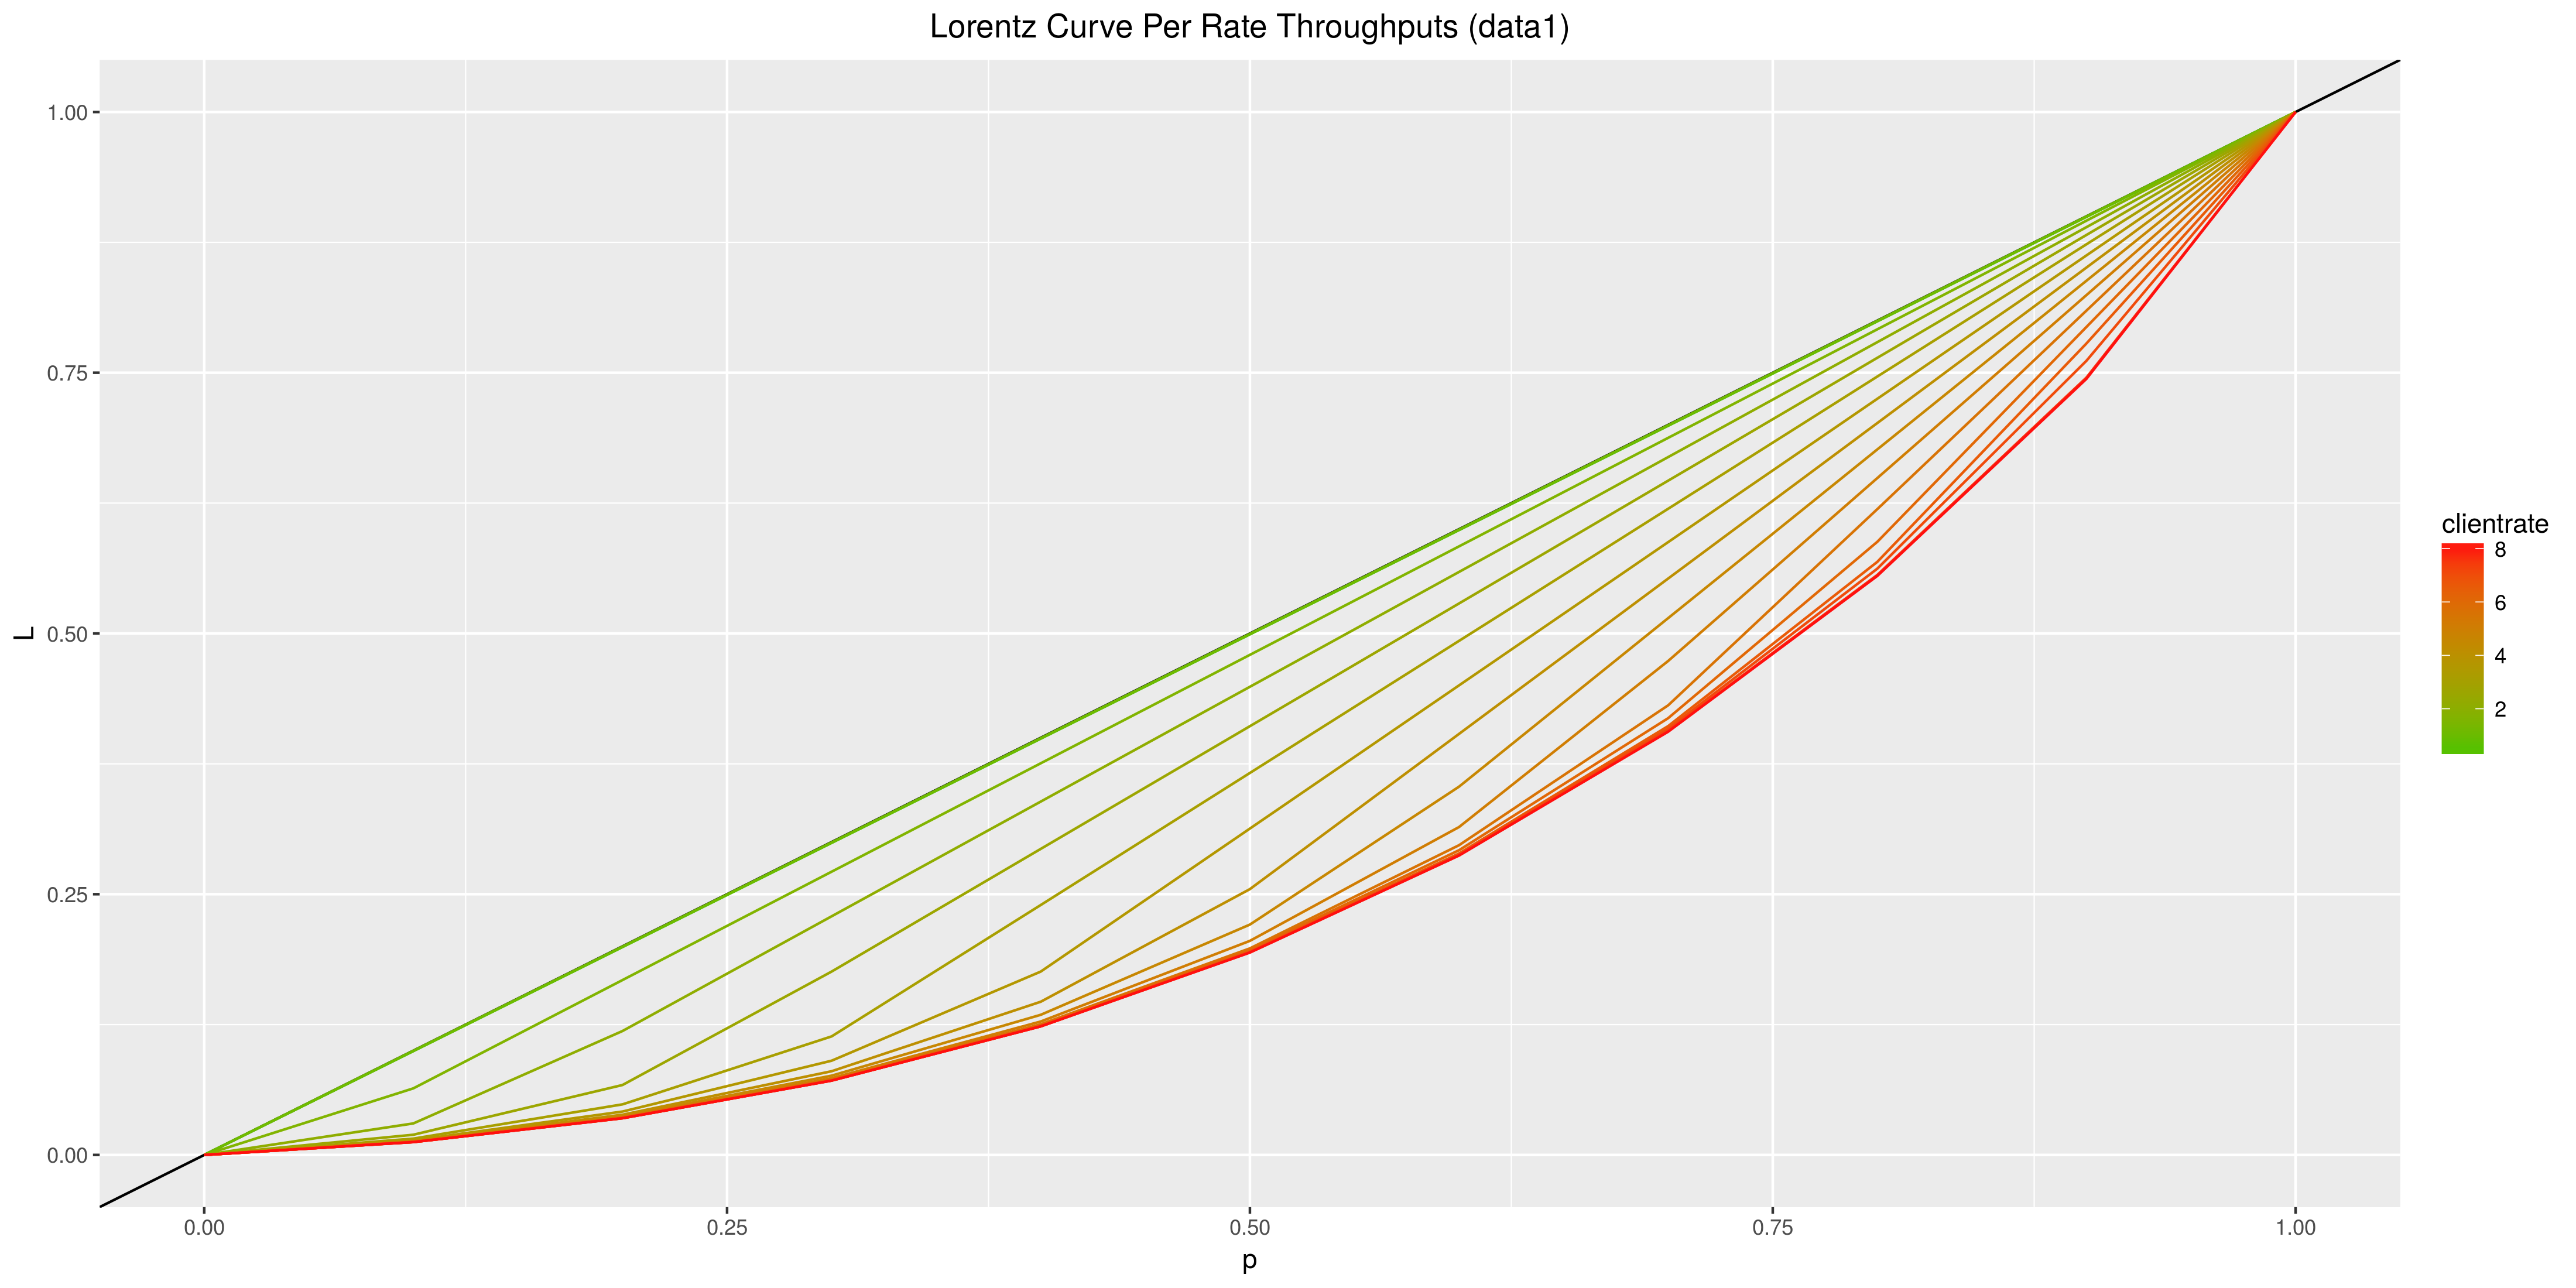 Lorentz Curve Per Rate Throughputs (data1)
1.00
0.75
0.50
0.25
0.00
L
0.00 0.25 0.50 0.75 1.00
p
clientrate
8
6
4
2